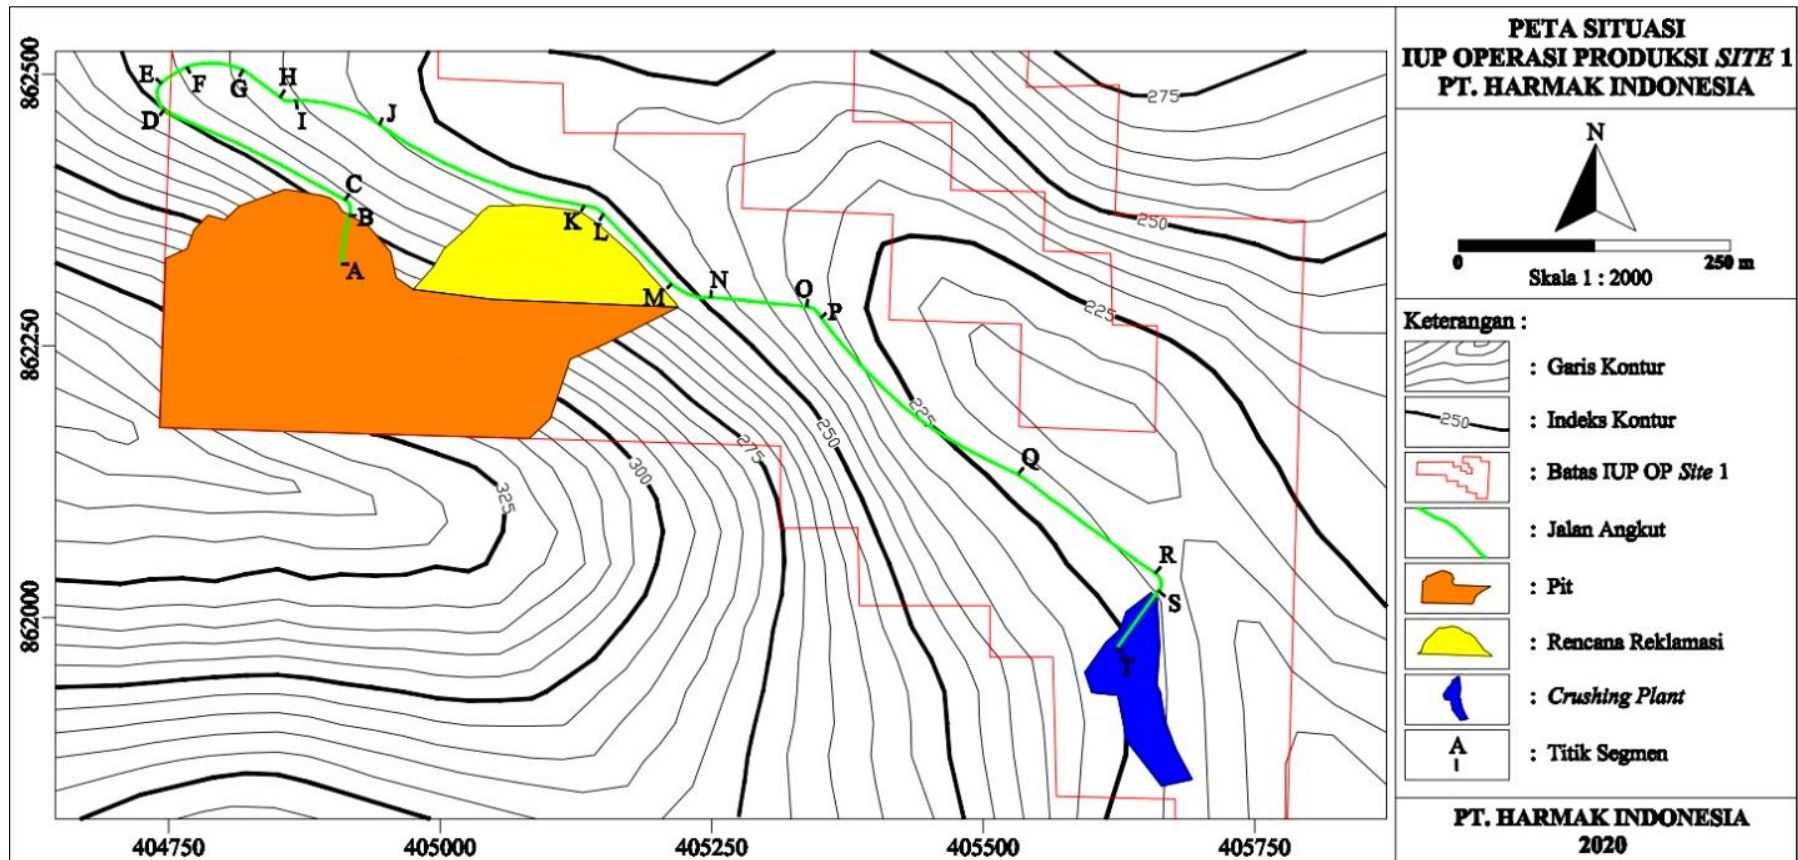 PETA SITUASI
IUP OPERASI PRODUKSI SITE 1
PT. HARMAK INDONESIA
N
0 250 m
Skala 1 : 2000
Keterangan :
: Garis Kontur
250
: Indeks Kontur
: Batas IUP OP Site 1
: Jalan Angkut
: Pit
: Rencana Reklamasi
: Crushing Plant
A
: Titik Segmen
PT. HARMAK INDONESIA
2020
862500
862250
862000
404750 405000 405250 405500 405750
E
F
G
H
D
I
J
C
B
A
K
L
M
N
O
P
Q
R
S
T
275
250
225
225
250
275
300
325